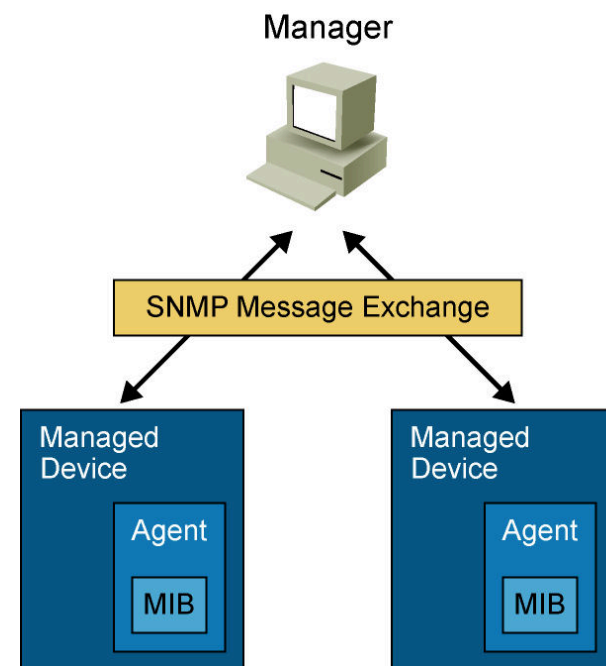 Manager
SNMP Message Exchange
Managed
Device
Agent
MIB
Managed
Device
Agent
MIB